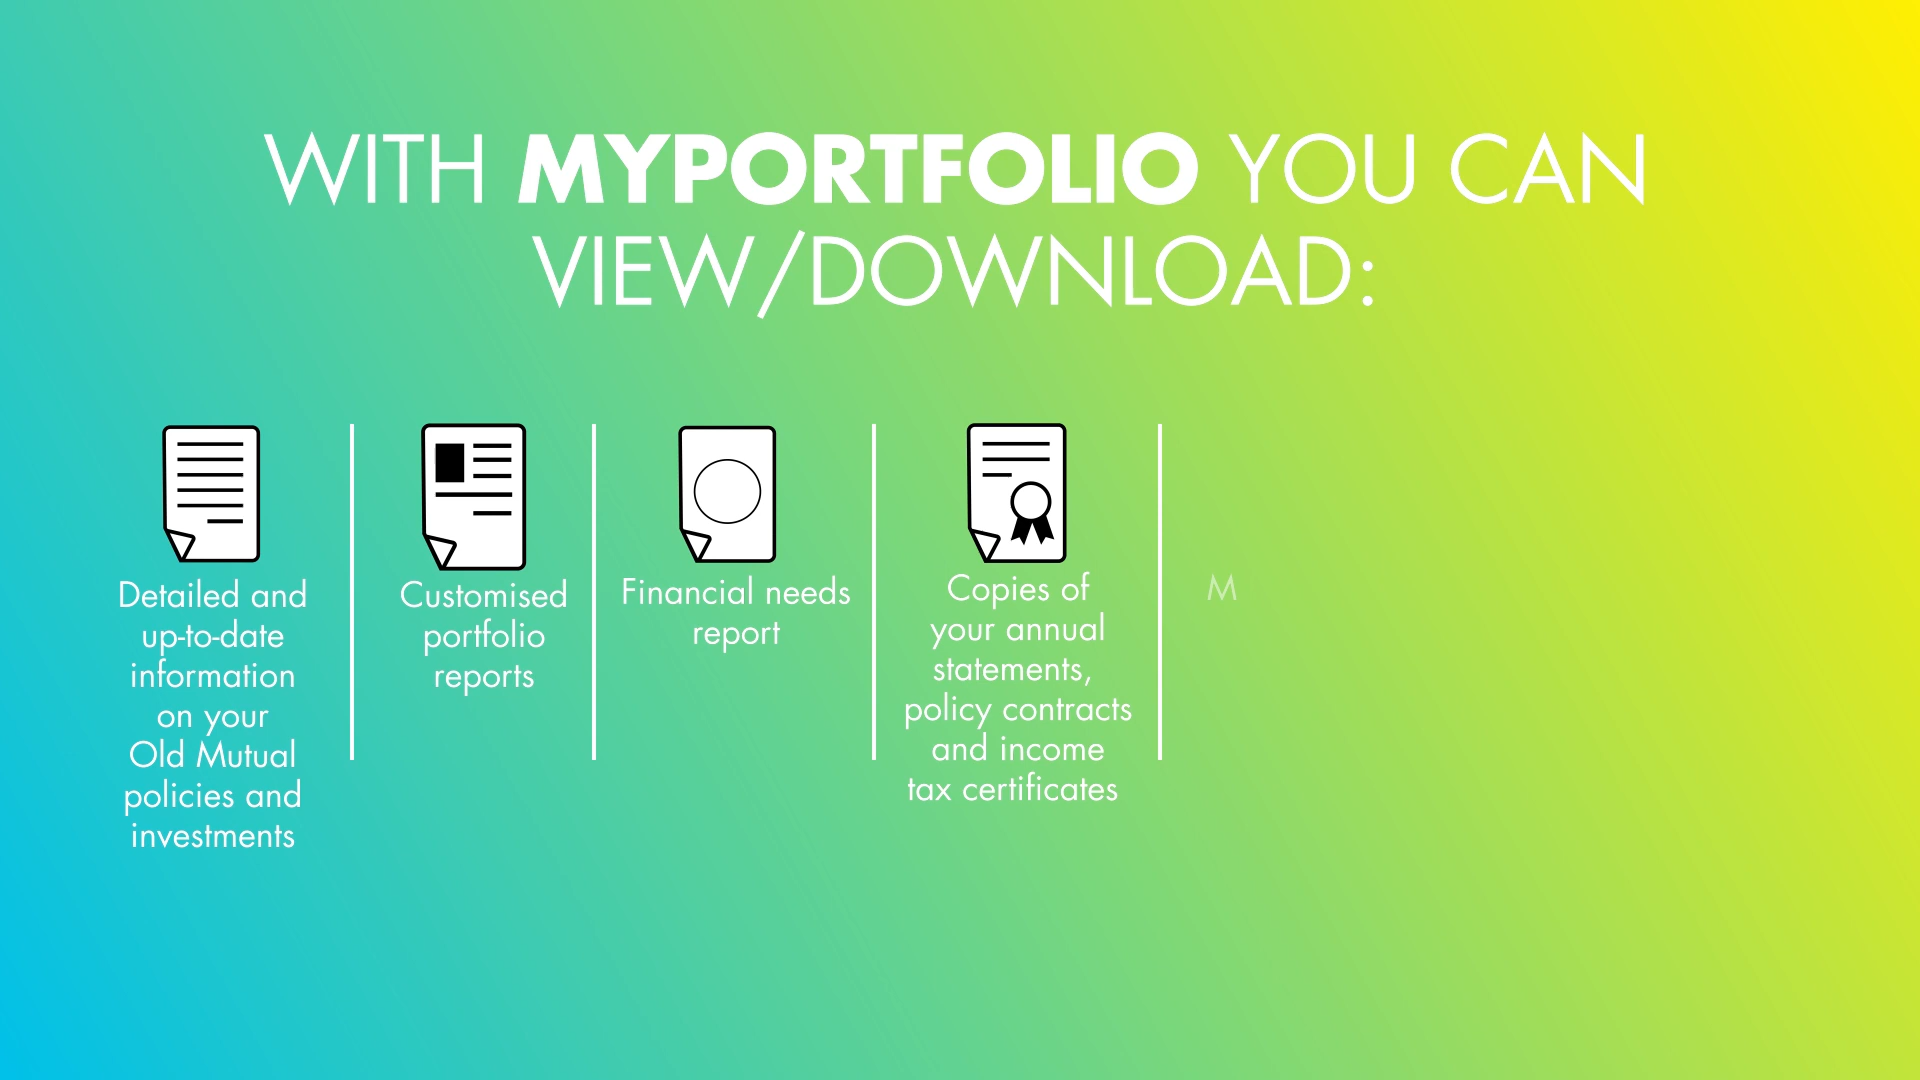 WITH MYPORTFOLIO YOU CAN
VIEW/DOWNLOAD:
Detailed and
up-to-date
information
on your
Old Mutual
policies and
investments
Customised
portfolio
reports
Financial needs
report
Copies of
your annual
statements,
policy contracts
and income
tax certificates
M